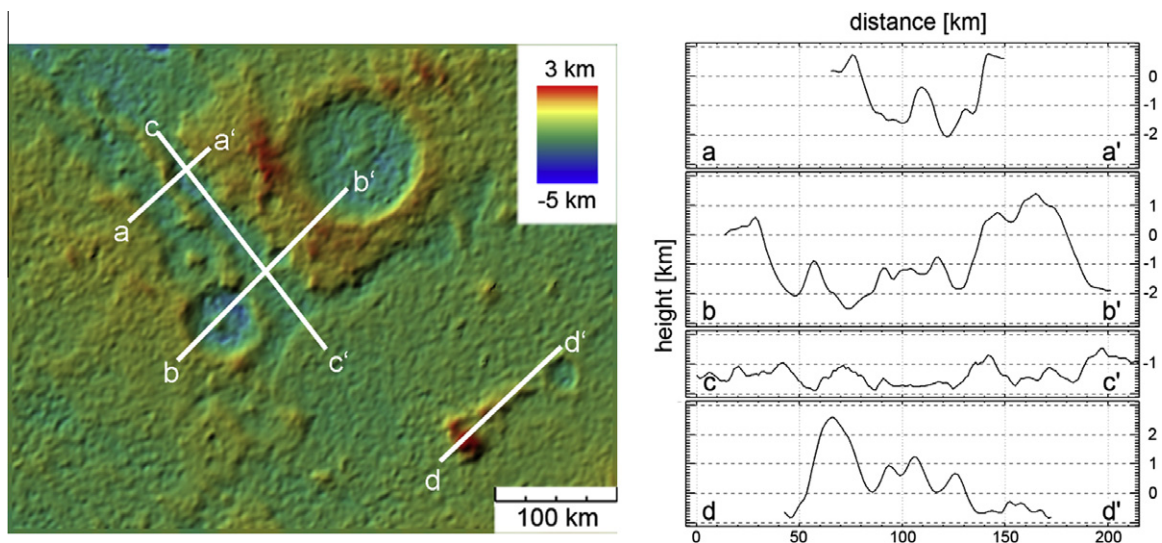 3 km
-5 km
c
a‘
a
b‘
b
c‘
d‘
d
100 km
distance [km]
height [km]
0
-1
-2
a a'
1
0
-1
-2
b b'
-1
c c'
2
1
0
d d'
0 50 100 150 200